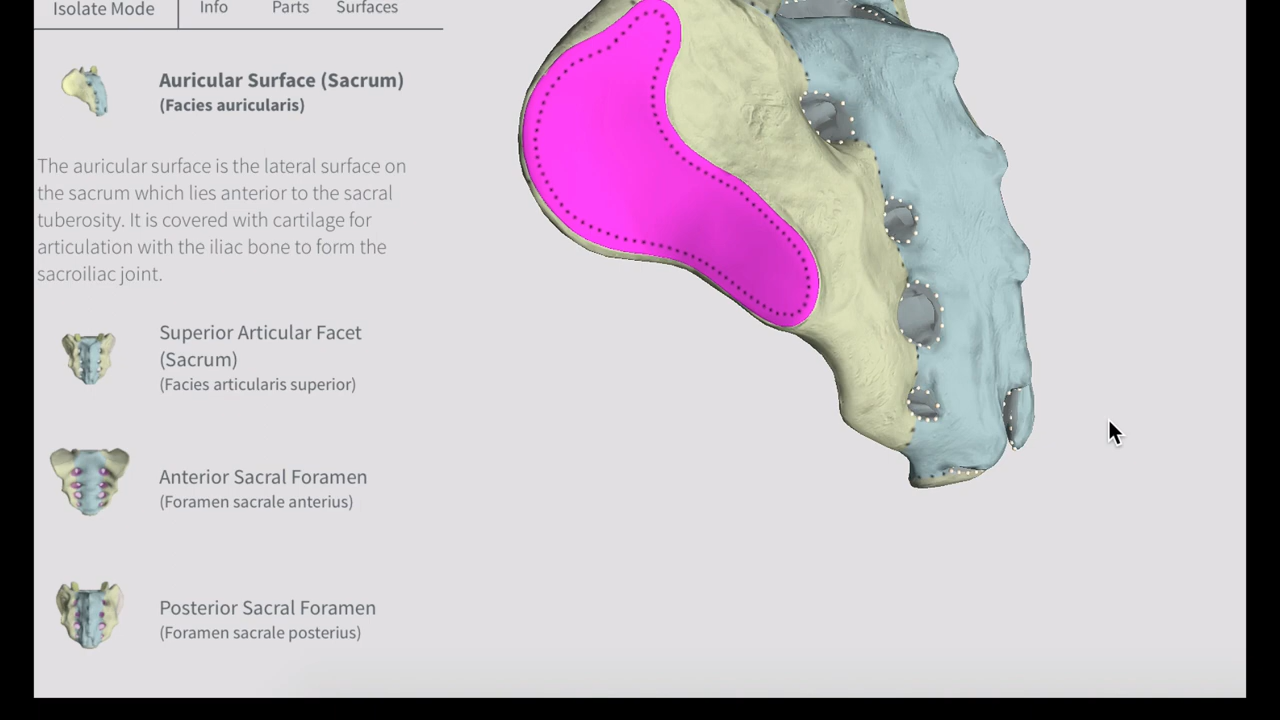 Isolate Mode Info Parts Surfaces
Auricular Surface (Sacrum)
(Facies auricularis)
The auricular surface is the lateral surface on
the sacrum which lies anterior to the sacral
tuberosity. It is covered with cartilage for
articulation with the iliac bone to form the
sacroiliac joint.
Superior Articular Facet
(Sacrum)
(Facies articularis superior)
Anterior Sacral Foramen
(Foramen sacrale anterius)
Posterior Sacral Foramen
(Foramen sacrale posterius)